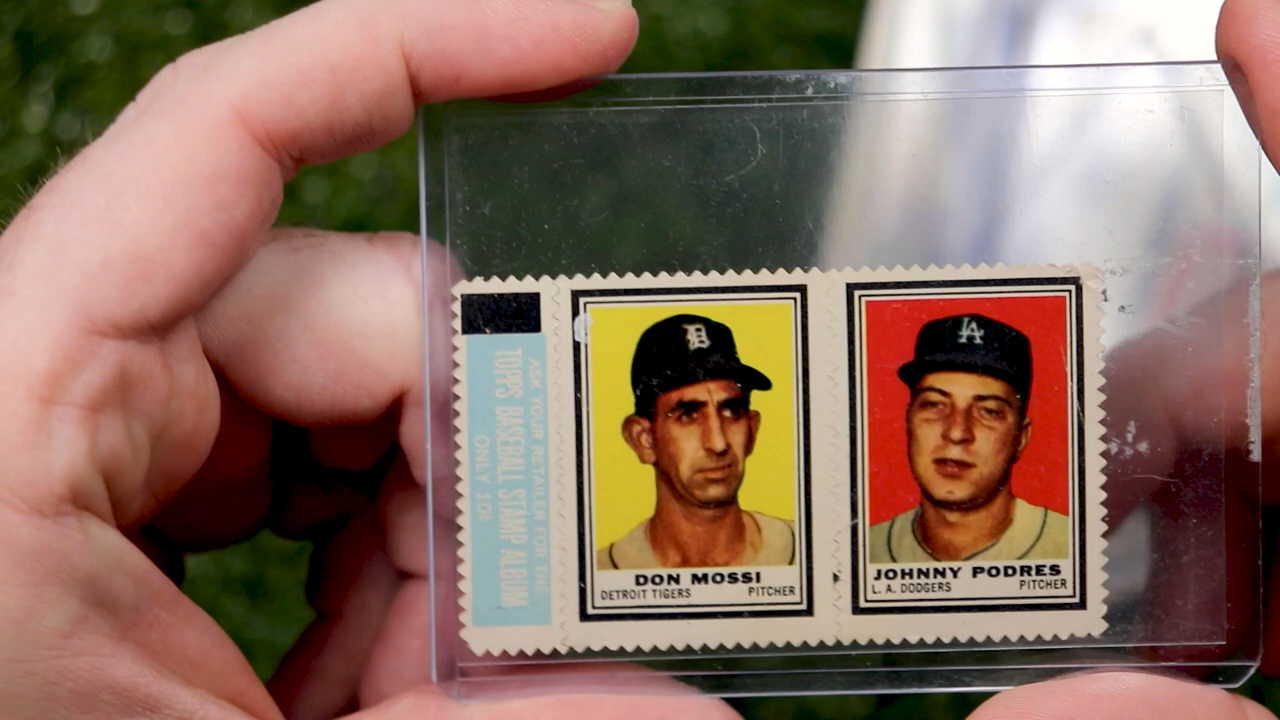 ASK YOUR RETAILER FOR THE
TOPPS BASEBALL STAMP ALBUM
ONLY 10¢
D
DON MOSSI
DETROIT TIGERS PITCHER
LA
JOHNNY PODRES
L. A. DODGERS PITCHER